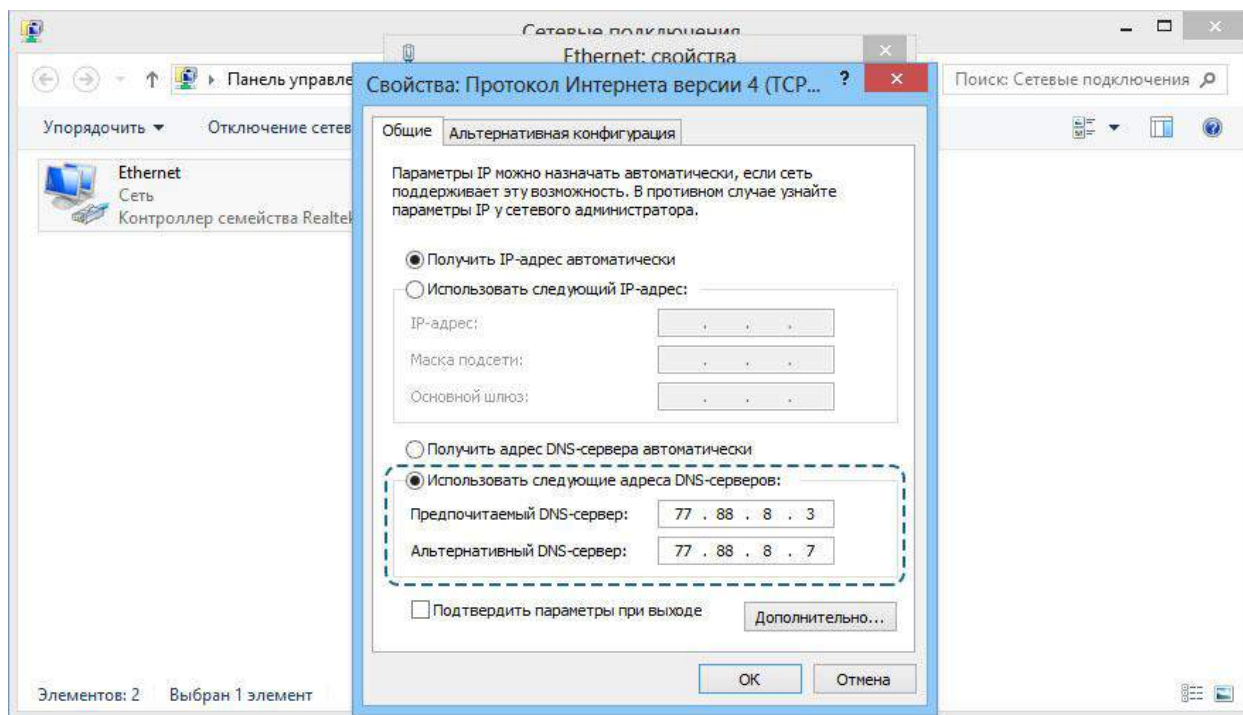 Сетевые подключения
Ethernet: свойства
Панель управле
Свойства: Протокол Интернета версии 4 (TCP...
?
Поиск: Сетевые подключения
Упорядочить
Отключение сетев
Общие
Альтернативная конфигурация
Ethernet
Сеть
Контроллер семейства Realtek
Параметры IP можно назначать автоматически, если сеть
поддерживает эту возможность. В противном случае узнайте
параметры IP у сетевого администратора.
Получить IP-адрес автоматически
Использовать следующий IP-адрес:
IP-адрес: . . .
Маска подсети: . . .
Основной шлюз: . . .
Получить адрес DNS-сервера автоматически
Использовать следующие адреса DNS-серверов:
Предпочитаемый DNS-сервер: 77 . 88 . 8 . 3
Альтернативный DNS-сервер: 77 . 88 . 8 . 7
Подтвердить параметры при выходе
Дополнительно...
ОК
Отмена
Элементов: 2
Выбран 1 элемент